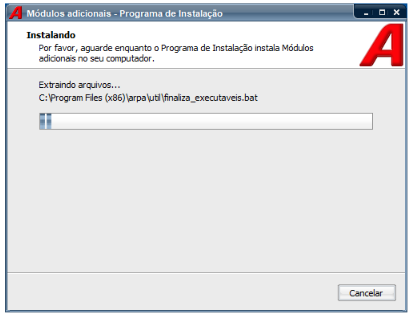 Módulos adicionais - Programa de Instalação
Instalando
Por favor, aguarde enquanto o Programa de Instalação instala Módulos
adicionais no seu computador.
Extraindo arquivos...
C:\Program Files (x86)\arpa\util\finaliza_executaveis.bat
Cancelar